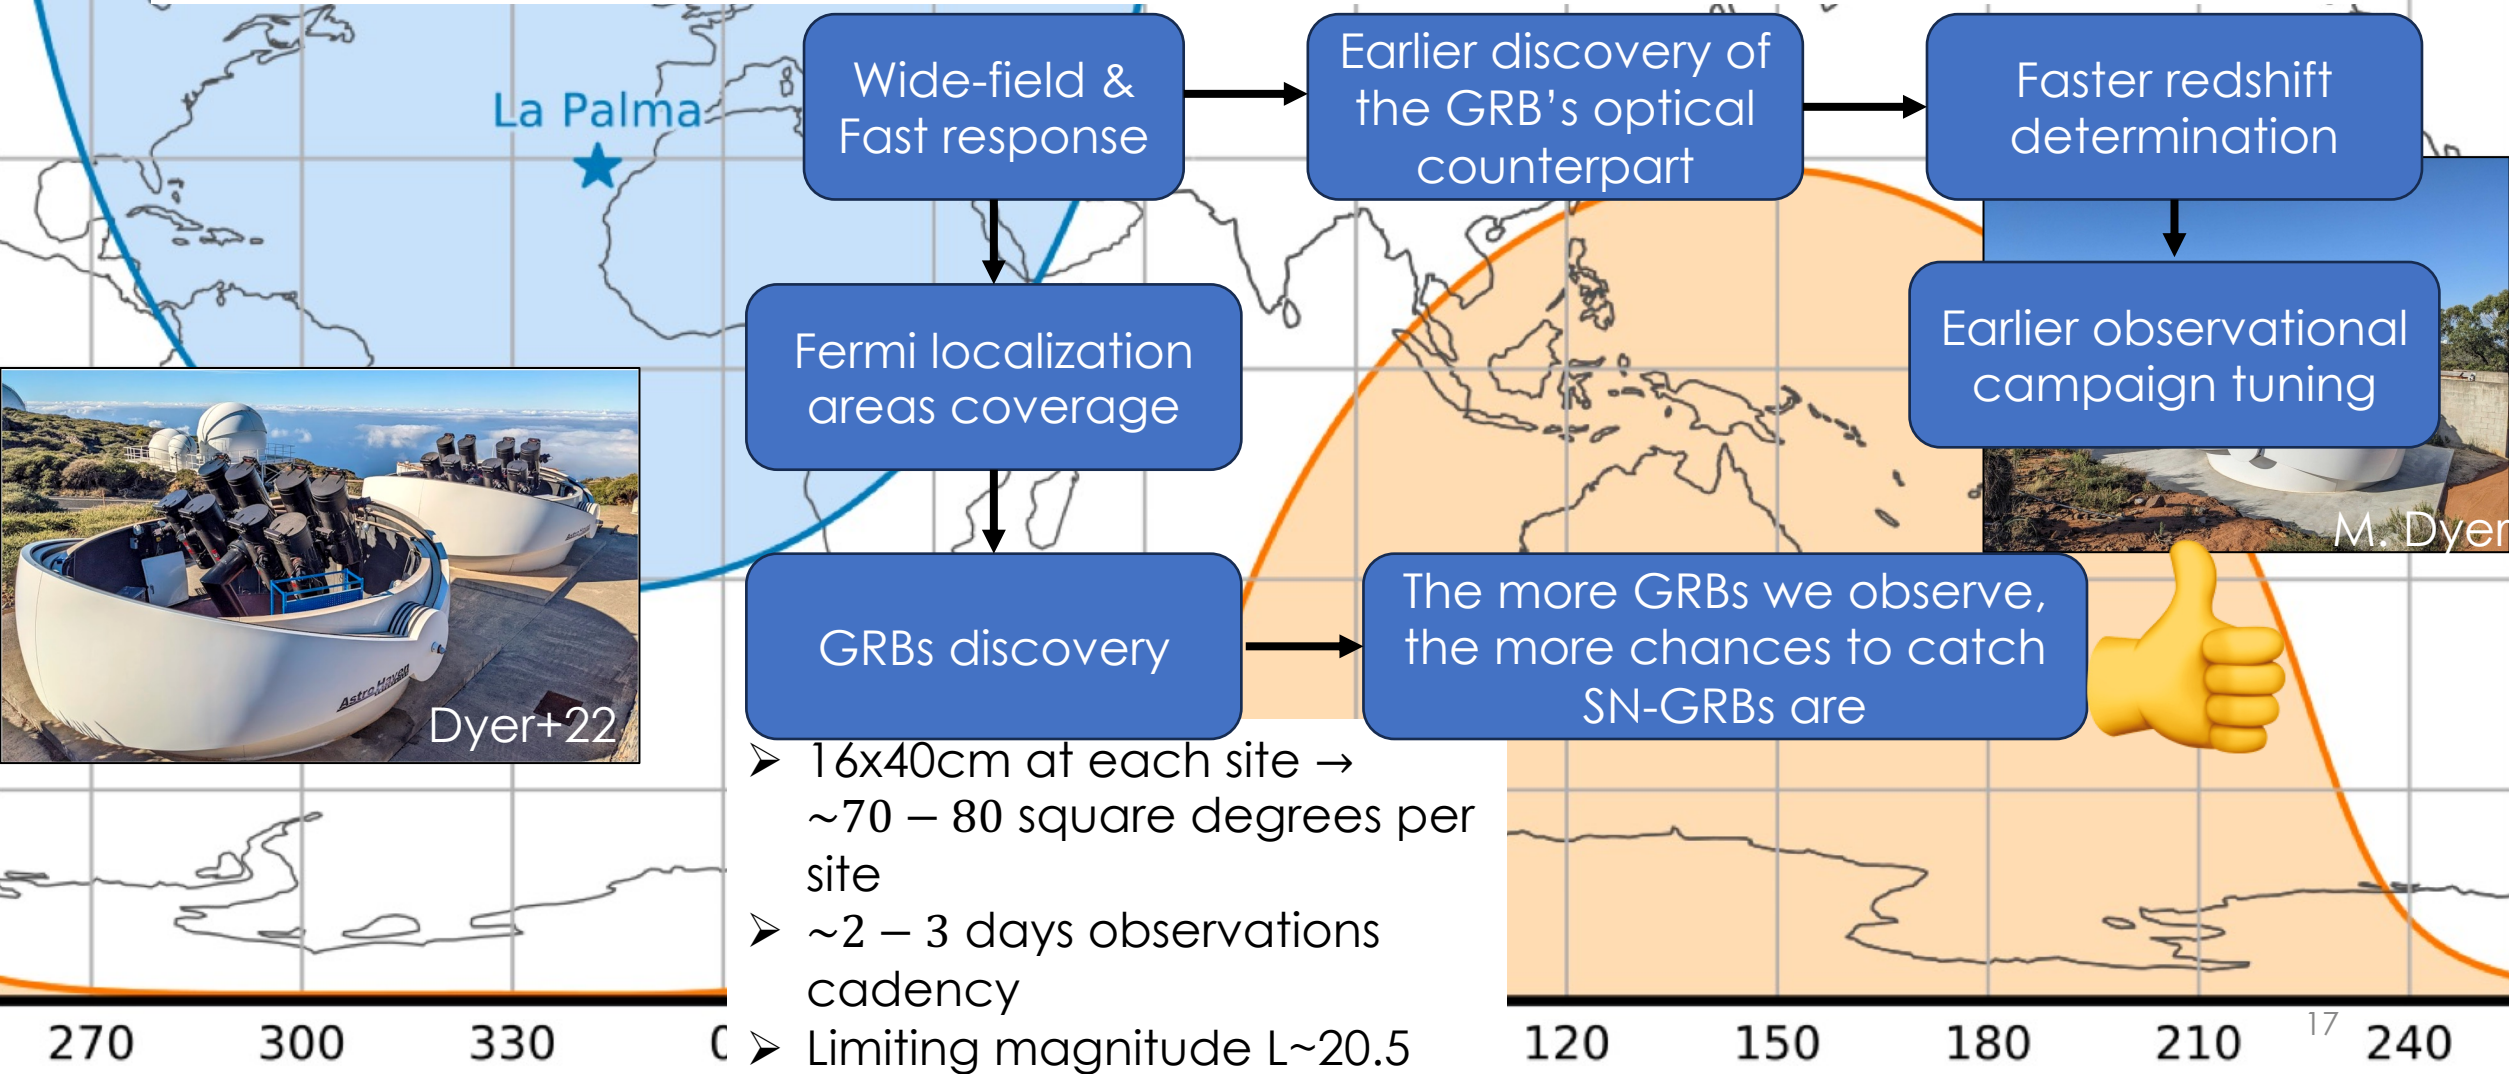 La Palma
Wide-field &
Fast response
Earlier discovery of
the GRB's optical
counterpart
Faster redshift
determination
Fermi localization
areas coverage
Earlier observational
campaign tuning
M. Dyer
GRBs discovery
The more GRBs we observe,
the more chances to catch
SN-GRBs are
Astro Haven
Dyer+22
➢ 16x40cm at each site →
~70 – 80 square degrees per
site
➢ ~2 – 3 days observations
cadency
➢ Limiting magnitude L~20.5
270 300 330 0 120 150 180 210 240
17